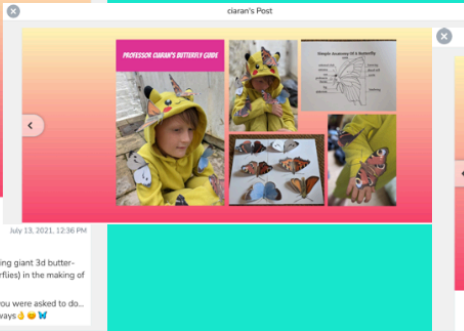 ciaran's Post
PROFESSOR CIARAN'S BUTTERFLY GUIDE
Simple Anatomy Of A Butterfly
July 13, 2021, 12:36 PM
ing giant 3d butter-
rflies) in the making of
ou were asked to do...
ways👌😊🦋